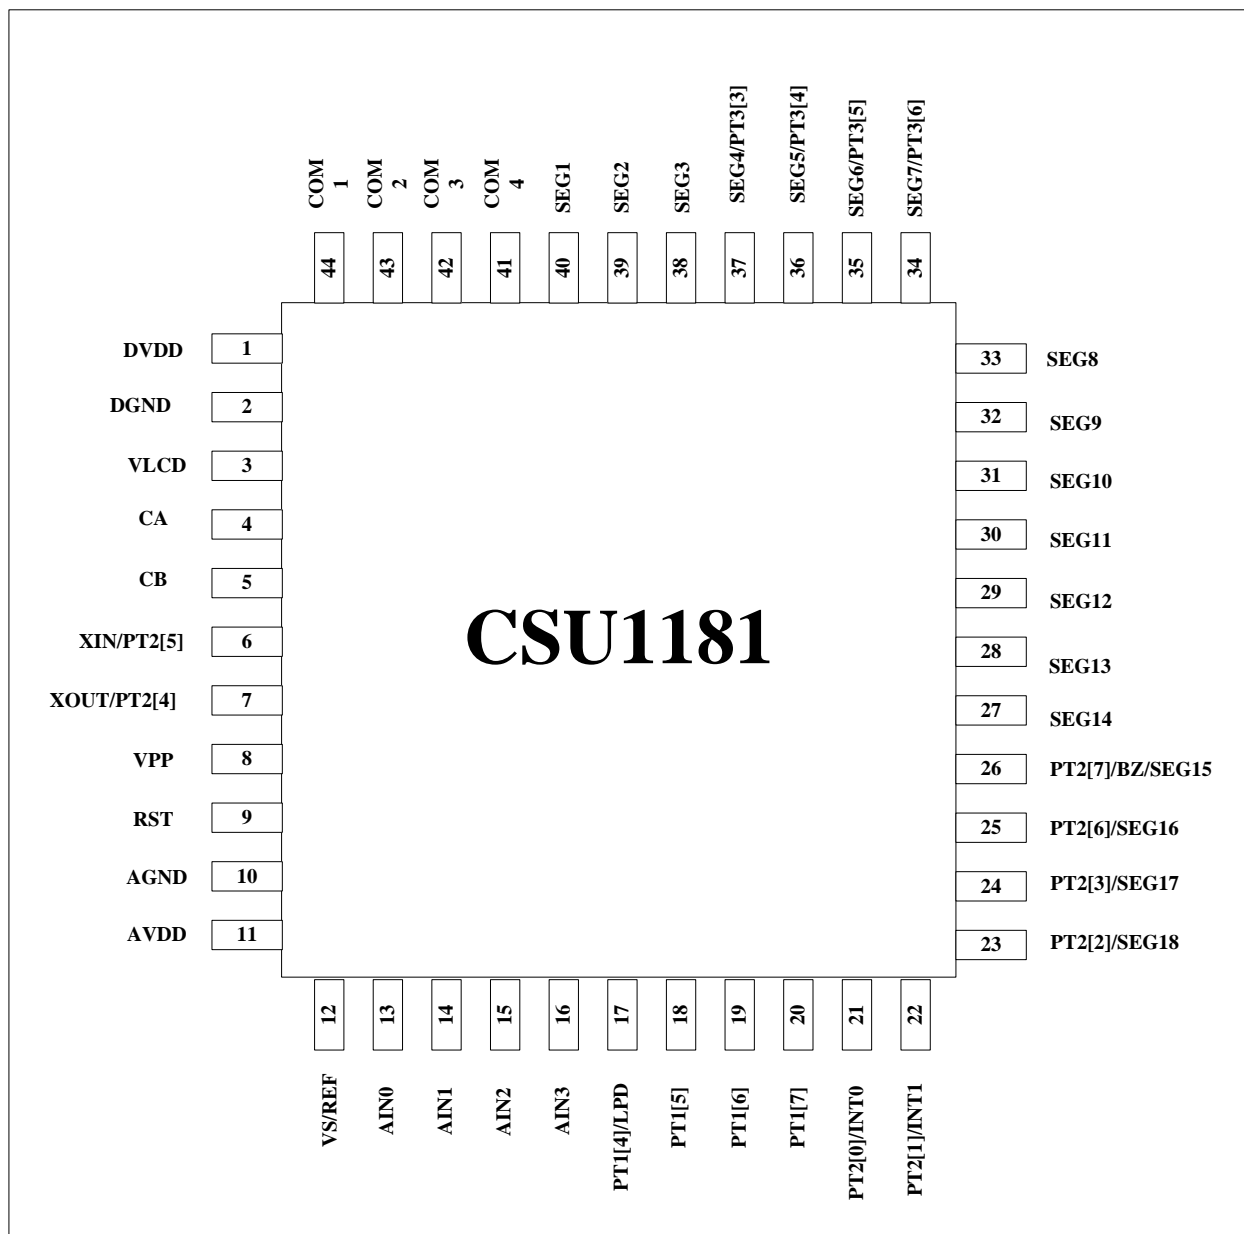 COM 1
COM 2
COM 3
COM 4
SEG1
SEG2
SEG3
SEG4/PT3[3]
SEG5/PT3[4]
SEG6/PT3[5]
SEG7/PT3[6]
44
43
42
41
40
39
38
37
36
35
34
DVDD 1
DGND 2
VLCD 3
CA 4
CB 5
XIN/PT2[5] 6
XOUT/PT2[4] 7
VPP 8
RST 9
AGND 10
AVDD 11
CSU1181
33 SEG8
32 SEG9
31 SEG10
30 SEG11
29 SEG12
28 SEG13
27 SEG14
26 PT2[7]/BZ/SEG15
25 PT2[6]/SEG16
24 PT2[3]/SEG17
23 PT2[2]/SEG18
12
13
14
15
16
17
18
19
20
21
22
VS/REF
AIN0
AIN1
AIN2
AIN3
PT1[4]/LPD
PT1[5]
PT1[6]
PT1[7]
PT2[0]/INT0
PT2[1]/INT1